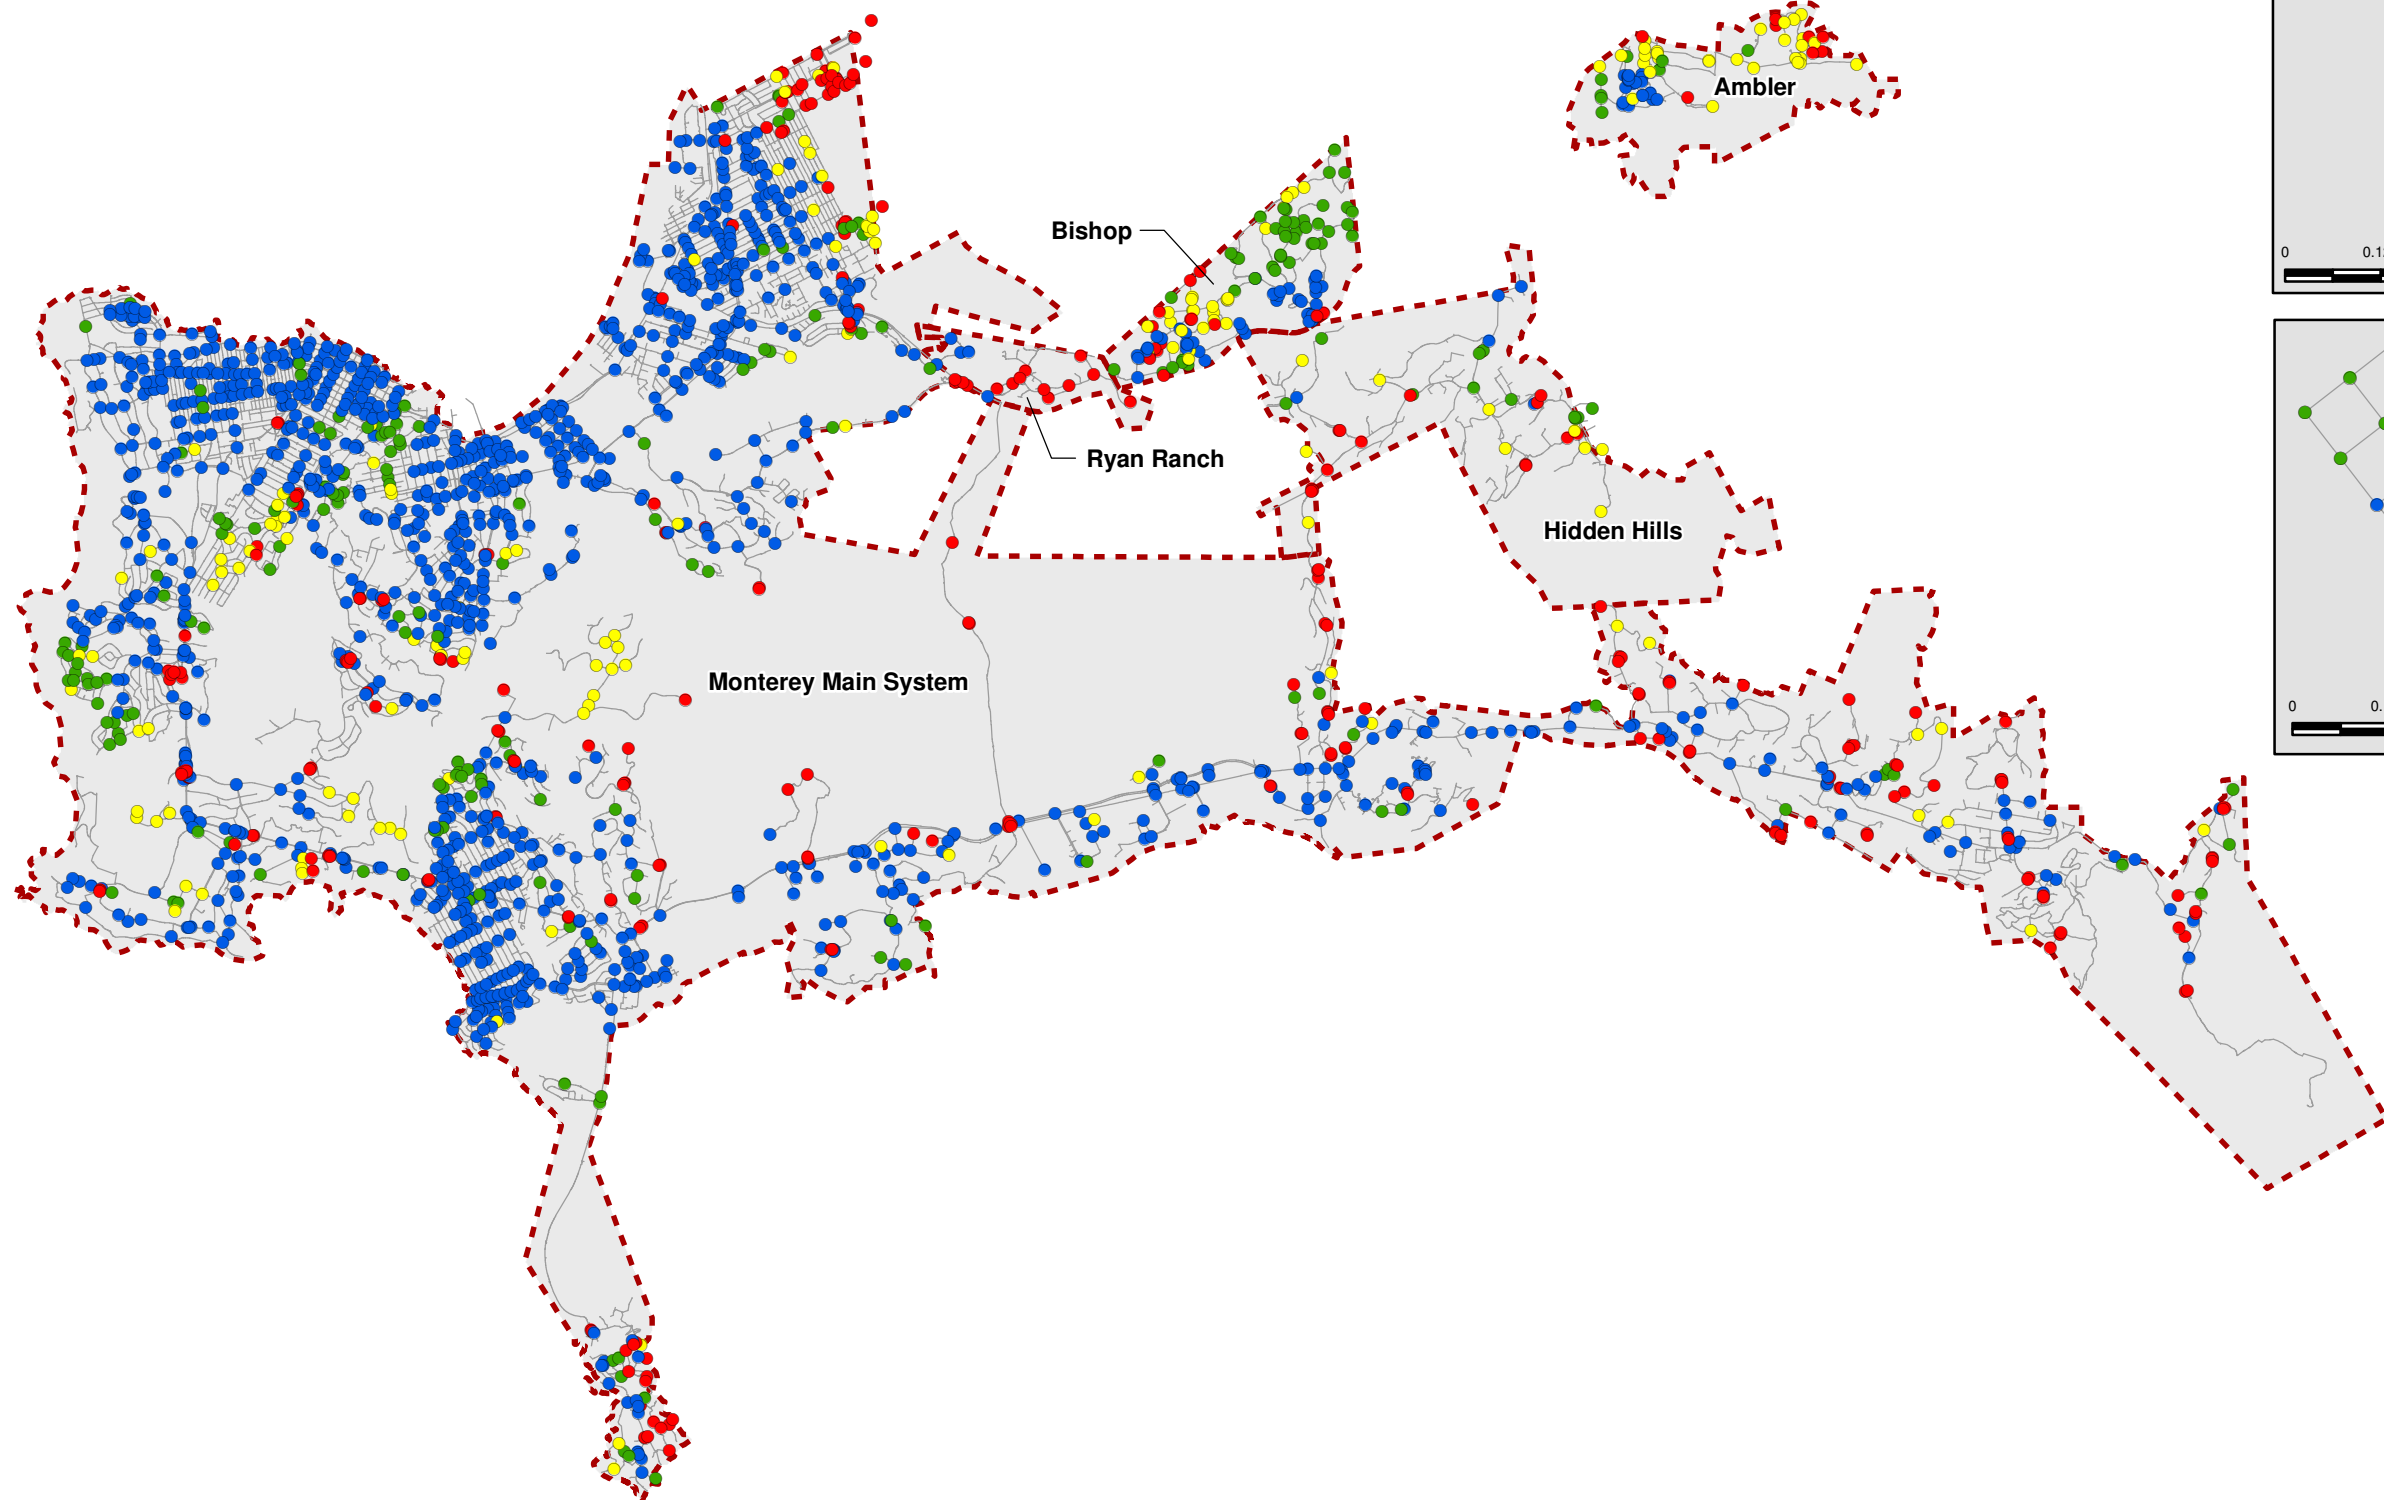 Ambler
Bishop
0
Ryan Ranch
Hidden Hills
Monterey Main System
0